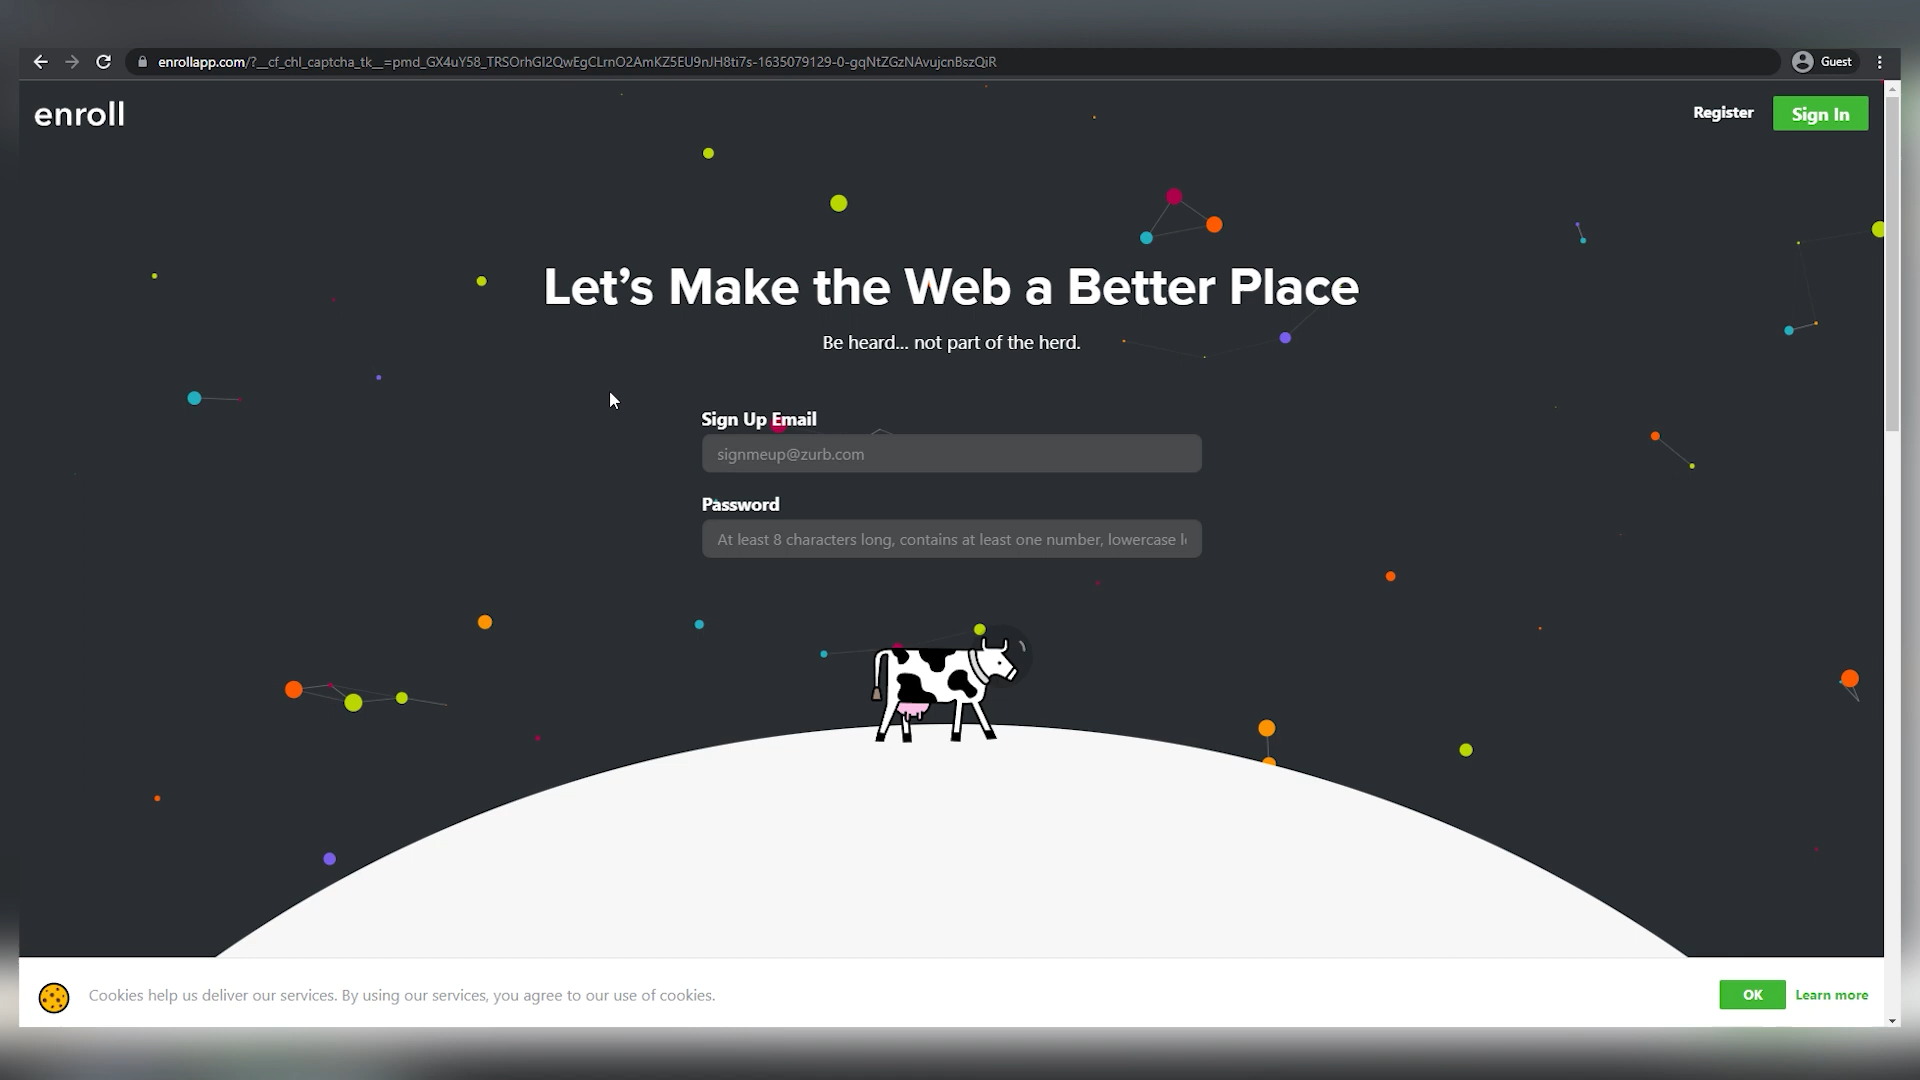 enrollapp.com/?__cf_chl_captcha_tk__=pmd_GX4uY58_TRSOrhGI2QwEgCLrnO2AmKZ5EU9nJH8ti7s-1635079129-0-gqNtZGzNAvujcnBszQiR
Guest
enroll
Register
Sign In
Let's Make the Web a Better Place
Be heard... not part of the herd.
Sign Up Email
signmeup@zurb.com
Password
At least 8 characters long, contains at least one number, lowercase
Cookies help us deliver our services. By using our services, you agree to our use of cookies.
OK
Learn more